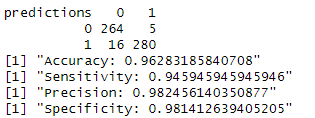 predictions 0 1
0 264 5
1 16 280
[1] "Accuracy: 0.96283185840708"
[1] "Sensitivity: 0.945945945945946"
[1] "Precision: 0.982456140350877"
[1] "Specificity: 0.981412639405205"